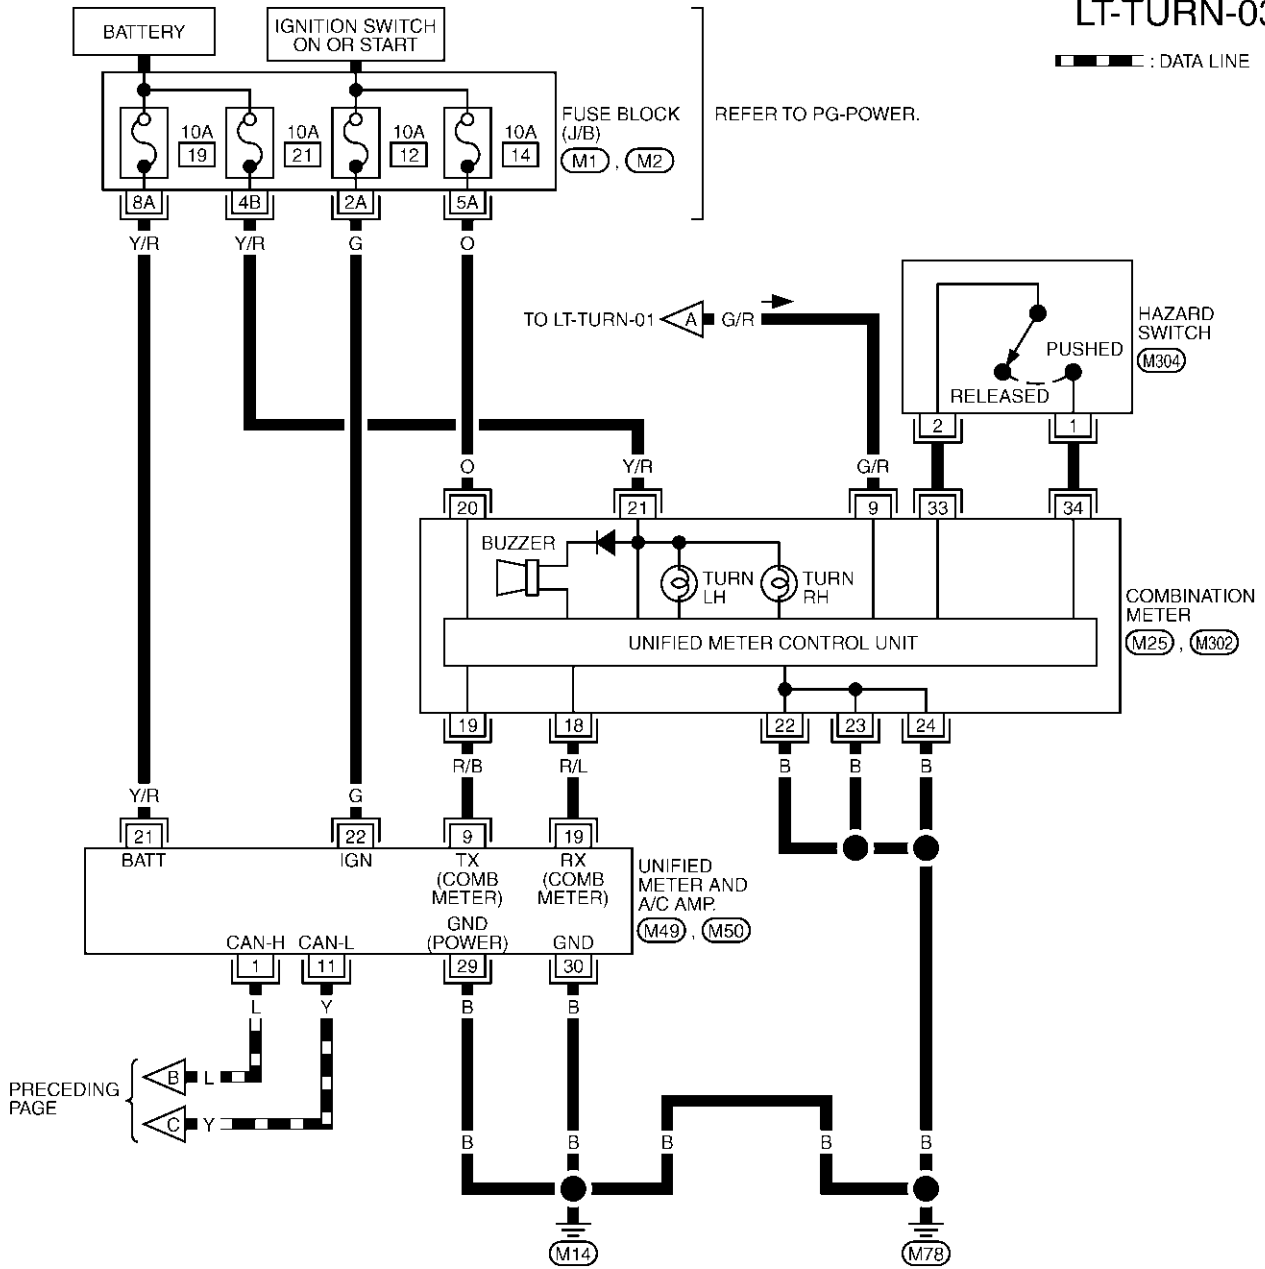 LT-TURN-03
: DATA LINE
BATTERY
IGNITION SWITCH
ON OR START
FUSE BLOCK
(J/B)
M1 , M2
REFER TO PG-POWER.
10A
19
10A
21
10A
12
10A
14
8A
4B
2A
5A
Y/R
Y/R
G
O
TO LT-TURN-01
A
G/R
HAZARD
SWITCH
M304
PUSHED
RELEASED
2
1
O
Y/R
G/R
20
21
9
33
34
BUZZER
TURN
LH
TURN
RH
COMBINATION
METER
M25 , M302
UNIFIED METER CONTROL UNIT
19
18
22
23
24
R/B
R/L
B
B
B
Y/R
G
21
22
9
19
BATT
IGN
TX
(COMB
METER)
RX
(COMB
METER)
UNIFIED
METER AND
A/C AMP.
M49 , M50
CAN-H
CAN-L
GND
(POWER)
GND
1
11
29
30
L
Y
B
B
PRECEDING
PAGE
B
L
C
Y
B
B
B
B
B
M14
M78